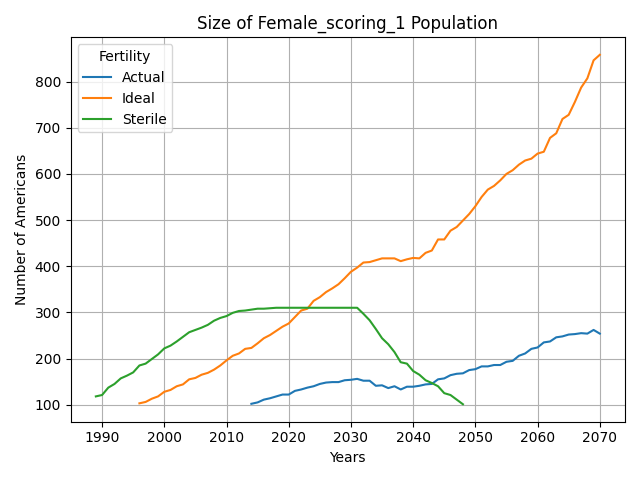 Size of Female_scoring_1 Population
Fertility
Actual
Ideal
Sterile
Number of Americans
800
700
600
500
400
300
200
100
1990 2000 2010 2020 2030 2040 2050 2060 2070
Years